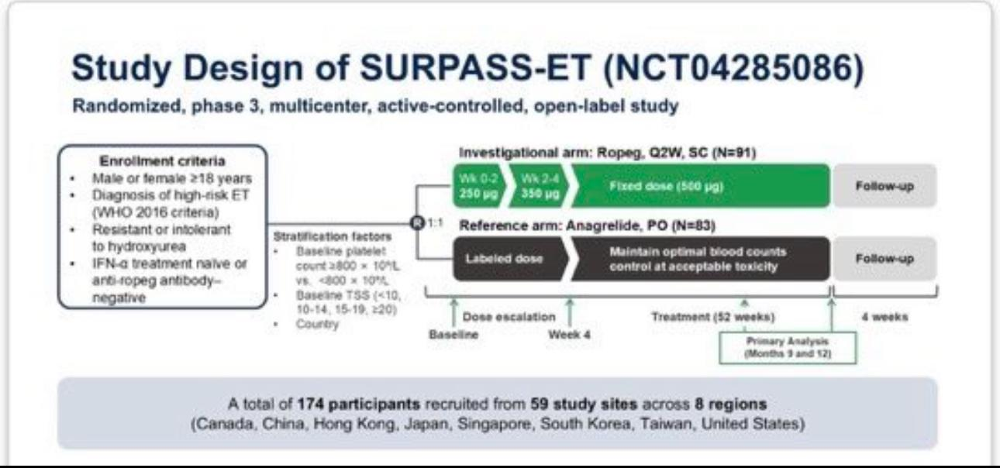 Study Design of SURPASS-ET (NCT04285086)
Randomized, phase 3, multicenter, active-controlled, open-label study
Enrollment criteria
• Male or female ≥18 years
• Diagnosis of high-risk ET
(WHO 2016 criteria)
• Resistant or intolerant
to hydroxyurea
• IFN-α treatment naïve or
anti-ropeg antibody–
negative
Stratification factors
• Baseline platelet
count ≥800 × 10⁹/L
vs. <800 × 10⁹/L
• Baseline TSS (<10,
10-14, 15-19, ≥20)
• Country
R 1:1
Investigational arm: Ropeg, Q2W, SC (N=91)
Wk 0-2
250 μg
Wk 2-4
350 μg
Fixed dose (500 μg)
Follow-up
Reference arm: Anagrelide, PO (N=83)
Labeled dose
Maintain optimal blood counts
control at acceptable toxicity
Follow-up
Dose escalation
Treatment (52 weeks)
4 weeks
Baseline
Week 4
Primary Analysis
(Months 9 and 12)
A total of 174 participants recruited from 59 study sites across 8 regions
(Canada, China, Hong Kong, Japan, Singapore, South Korea, Taiwan, United States)